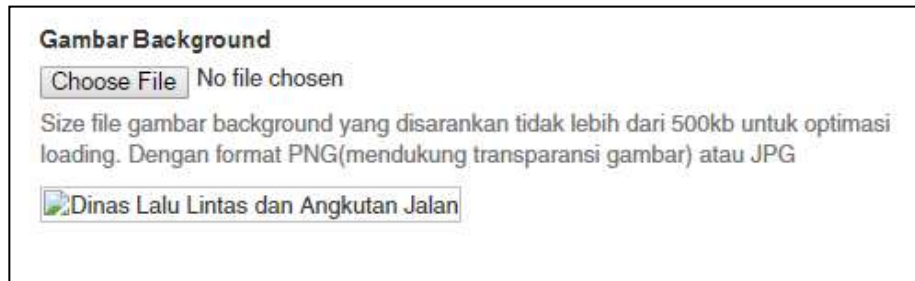 Gambar Background
Choose File No file chosen
Size file gambar background yang disarankan tidak lebih dari 500kb untuk optimasi
loading. Dengan format PNG(mendukung transparansi gambar) atau JPG
Dinas Lalu Lintas dan Angkutan Jalan